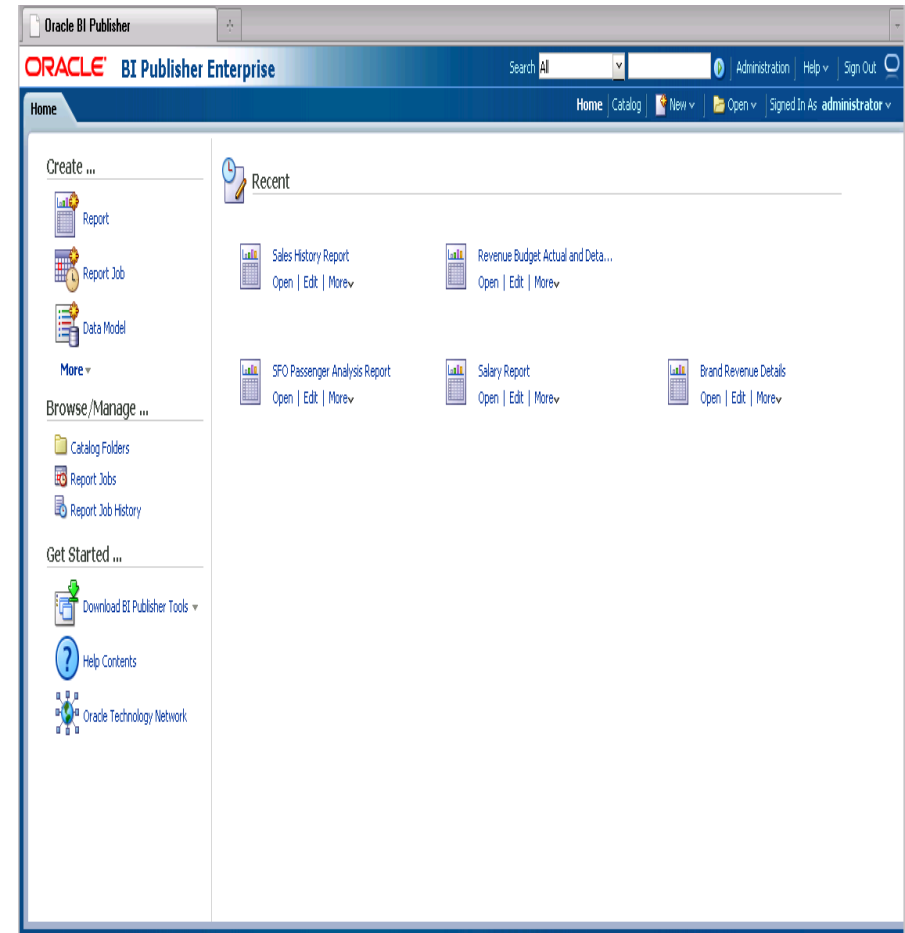 Oracle BI Publisher
ORACLE BI Publisher Enterprise
Search All
Administration
Help
Sign Out
Home
Home
Catalog
New
Open
Signed In As administrator
Create ...
Report
Report Job
Data Model
More
Browse/Manage ...
Catalog Folders
Report Jobs
Report Job History
Get Started ...
Download BI Publisher Tools
Help Contents
Oracle Technology Network
Recent
Sales History Report
Open | Edit | More
Revenue Budget Actual and Deta...
Open | Edit | More
SFO Passenger Analysis Report
Open | Edit | More
Salary Report
Open | Edit | More
Brand Revenue Details
Open | Edit | More